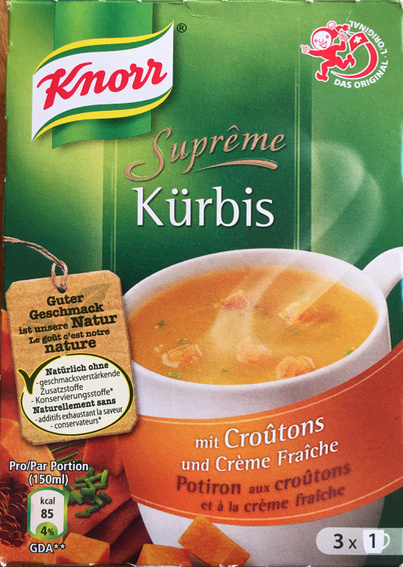 Knorr®
L'ORIGINAL
DAS ORIGINAL
Suprême
Kürbis
Guter
Geschmack
ist unsere Natur
Le goût c'est notre
nature
Natürlich ohne
- geschmacksverstärkende
Zusatzstoffe
- Konservierungsstoffe*
Naturellement sans
- additifs exhaustant la saveur
- conservateurs*
mit Croûtons
und Crème Fraîche
Potiron aux croûtons
et à la crème fraîche
Pro/Par Portion
(150ml)
kcal
85
4%
GDA**
3 x 1